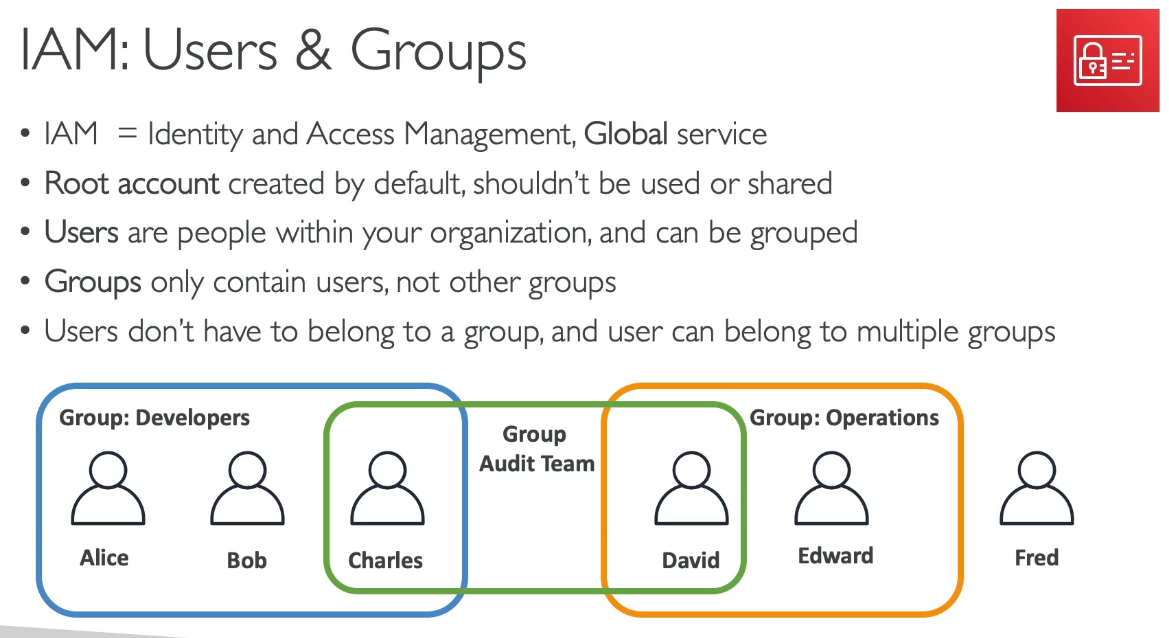 IAM: Users & Groups
• IAM = Identity and Access Management, Global service
• Root account created by default, shouldn’t be used or shared
• Users are people within your organization, and can be grouped
• Groups only contain users, not other groups
• Users don’t have to belong to a group, and user can belong to multiple groups
Group: Developers
Group
Audit Team
Group: Operations
Alice
Bob
Charles
David
Edward
Fred